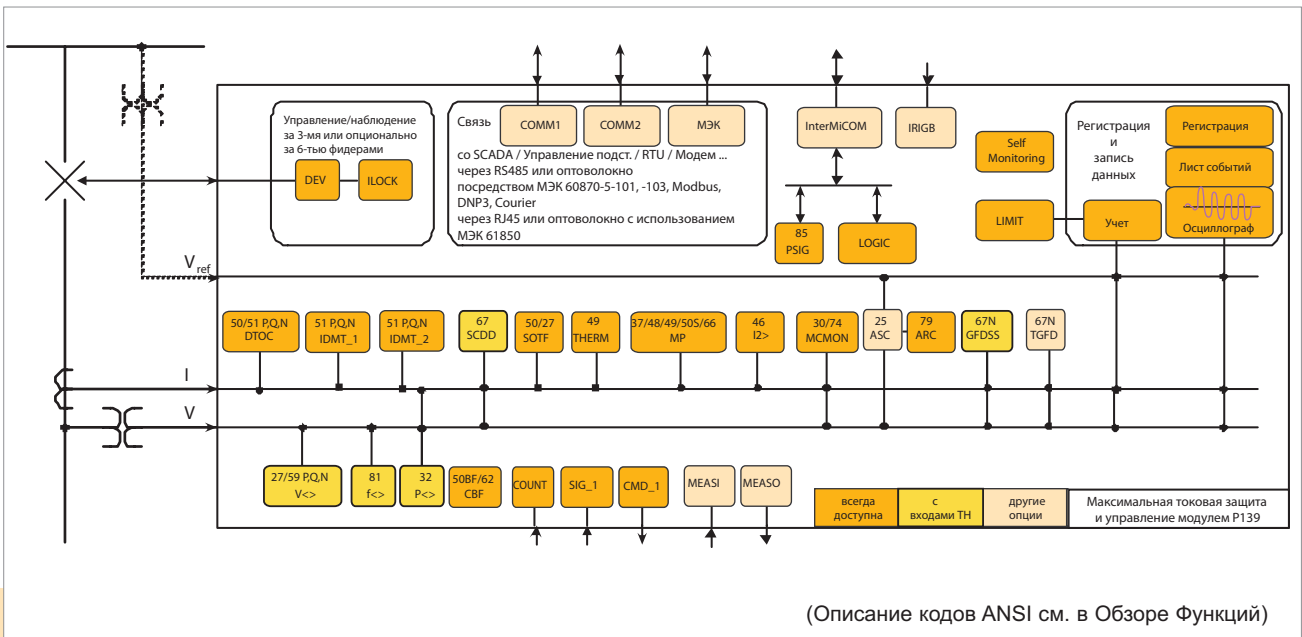 Управление/наблюдение
за 3-мя или опционально
за 6-тью фидерами
DEV
ILOCK
Связь
COMM1
COMM2
МЭК
со SCADA / Управление подст. / RTU / Модем ...
через RS485 или оптоволокно
посредством МЭК 60870-5-101, -103, Modbus,
DNP3, Courier
через RJ45 или оптоволокно с использованием
МЭК 61850
InterMiCOM
IRIGB
85
PSIG
LOGIC
Self
Monitoring
LIMIT
Регистрация
и
запись
данных
Учет
Регистрация
Лист событий
Осциллограф
Vref
50/51 P,Q,N
DTOC
51 P,Q,N
IDMT_1
51 P,Q,N
IDMT_2
67
SCDD
50/27
SOTF
49
THERM
37/48/49/50S/66
MP
46
I2>
30/74
MCMON
25
ASC
79
ARC
67N
GFDSS
67N
TGFD
I
V
27/59 P,Q,N
V<>
81
f<>
32
P<>
50BF/62
CBF
COUNT
SIG_1
CMD_1
MEASI
MEASO
всегда
доступна
с
входами ТН
другие
опции
Максимальная токовая защита
и управление модулем P139
(Описание кодов ANSI см. в Обзоре Функций)